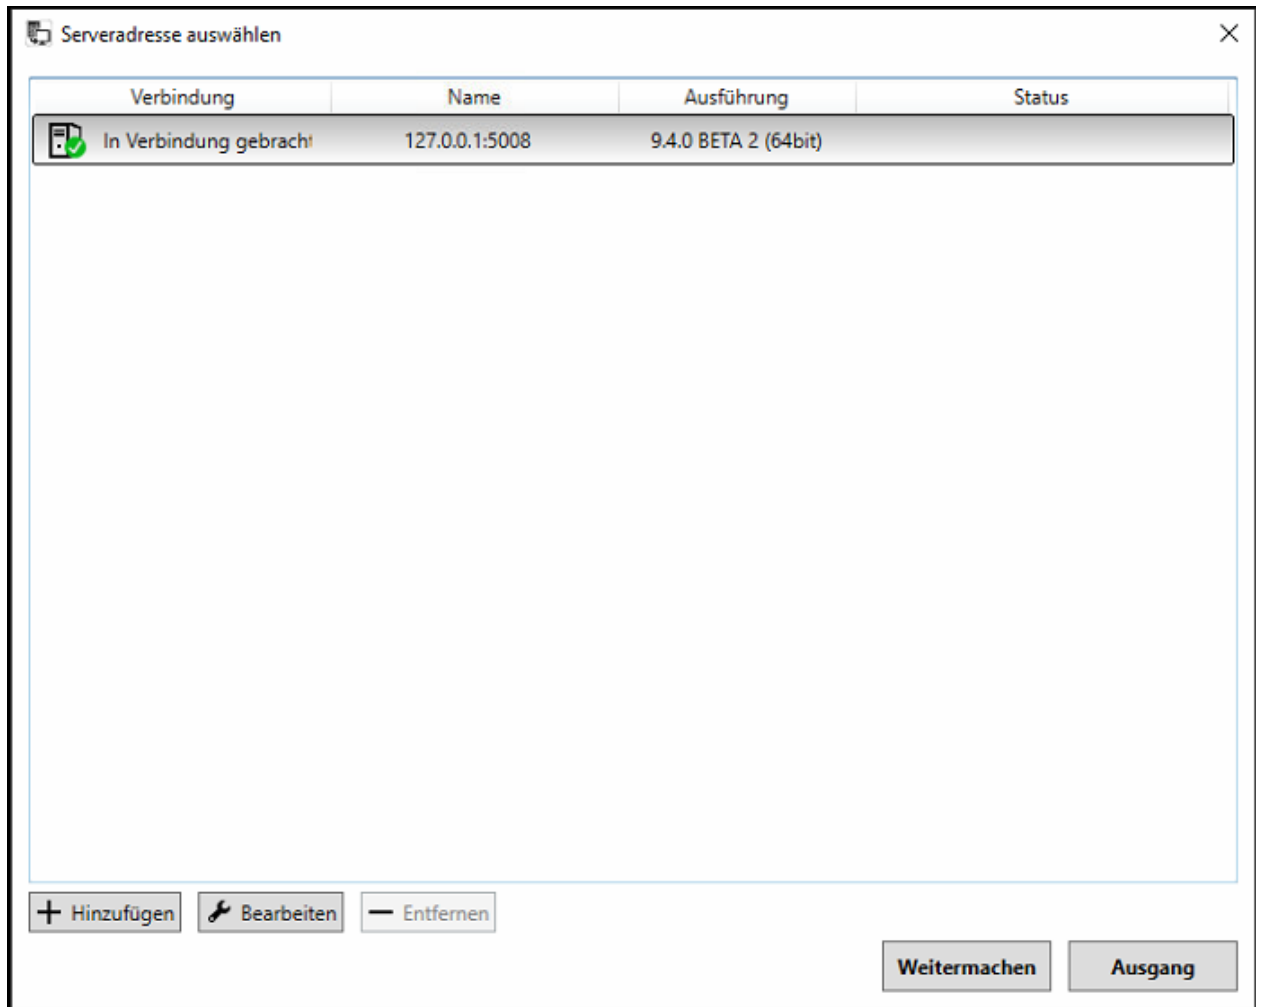 Serveradresse auswählen
Verbindung Name Ausführung Status
In Verbindung gebracht 127.0.0.1:5008 9.4.0 BETA 2 (64bit)
Hinzufügen Bearbeiten Entfernen
Weitermachen Ausgang